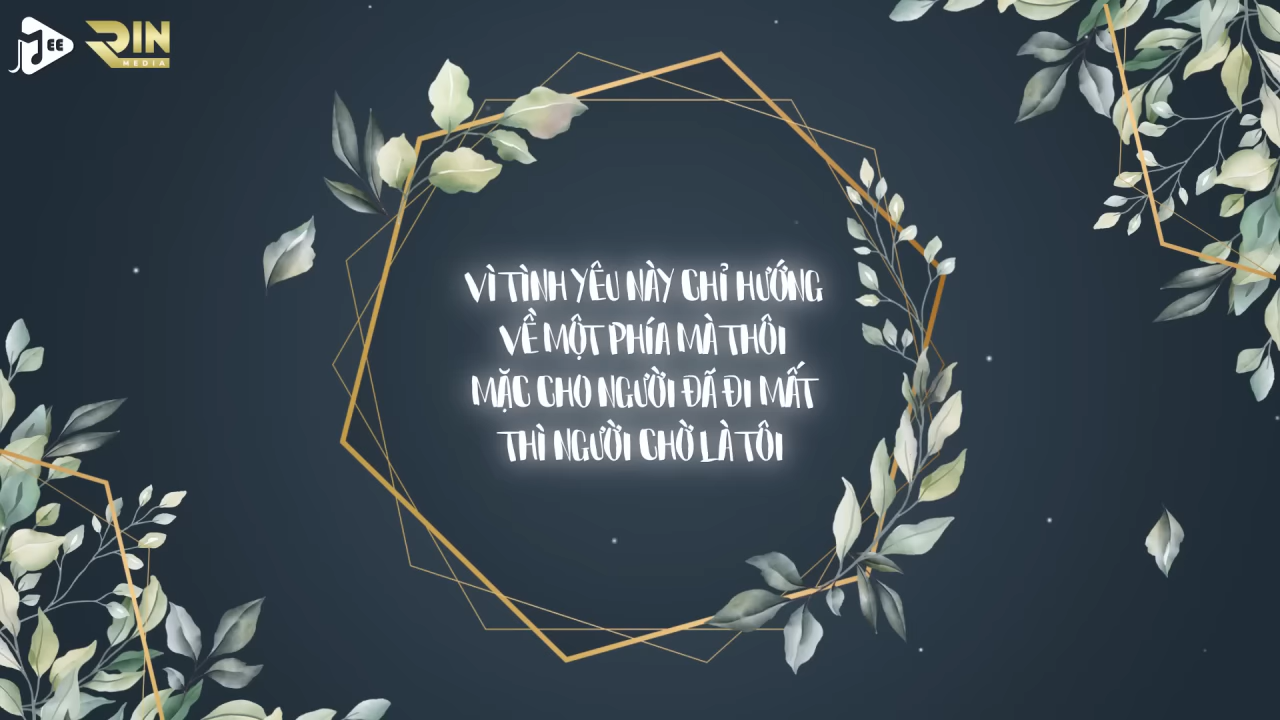 JEE
RIN
MEDIA
VÌ TÌNH YÊU NÀY CHỈ HƯỚNG
VỀ MỘT PHÍA MÀ THÔI
MẶC CHO NGƯỜI ĐÃ ĐI MẤT
THÌ NGƯỜI CHỜ LÀ TÔI